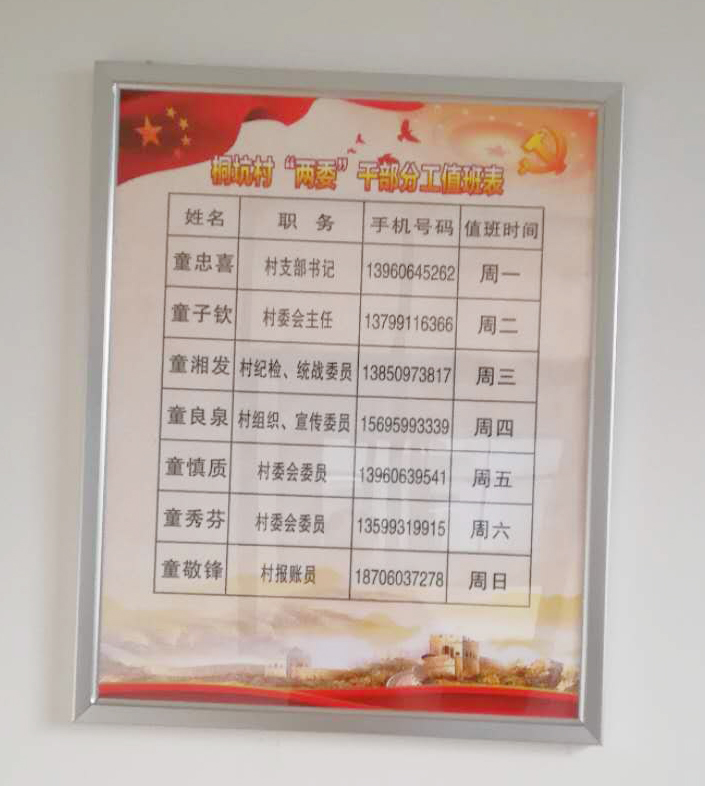 桐坑村“两委”干部分工值班表
姓名 职务 手机号码 值班时间
童忠喜 村支部书记 13960645262 周一
童子钦 村委会主任 13799116366 周二
童湘发 村纪检、统战委员 13850973817 周三
童良泉 村组织、宣传委员 15695993339 周四
童慎质 村委会委员 13960639541 周五
童秀芬 村委会委员 13599319915 周六
童敬锋 村报账员 18706037278 周日